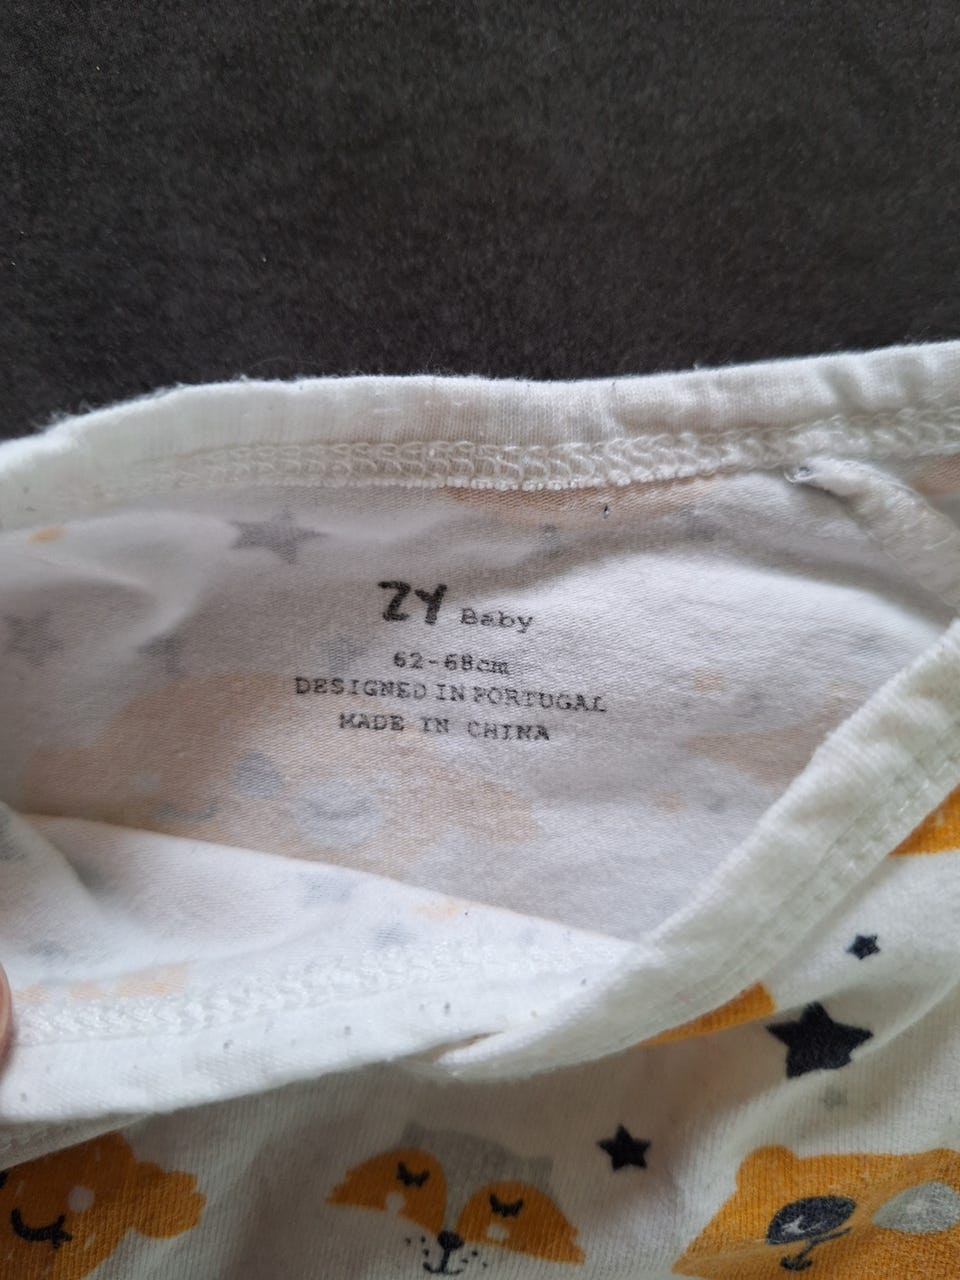 ZY Baby
62-68cm
DESIGNED IN PORTUGAL
MADE IN CHINA